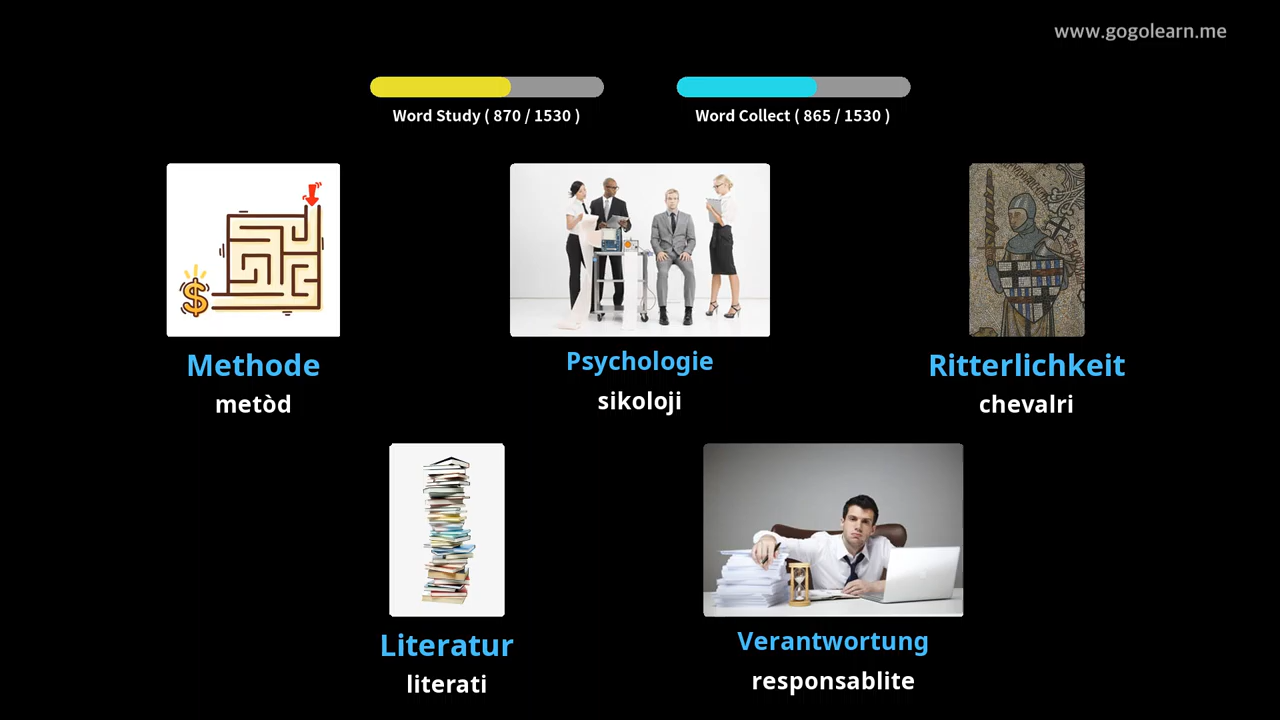 www.gogolearn.me
Word Study ( 870 / 1530 )
Word Collect ( 865 / 1530 )
Methode
metòd
Psychologie
sikoloji
Ritterlichkeit
chevalri
Literatur
literati
Verantwortung
responsablite